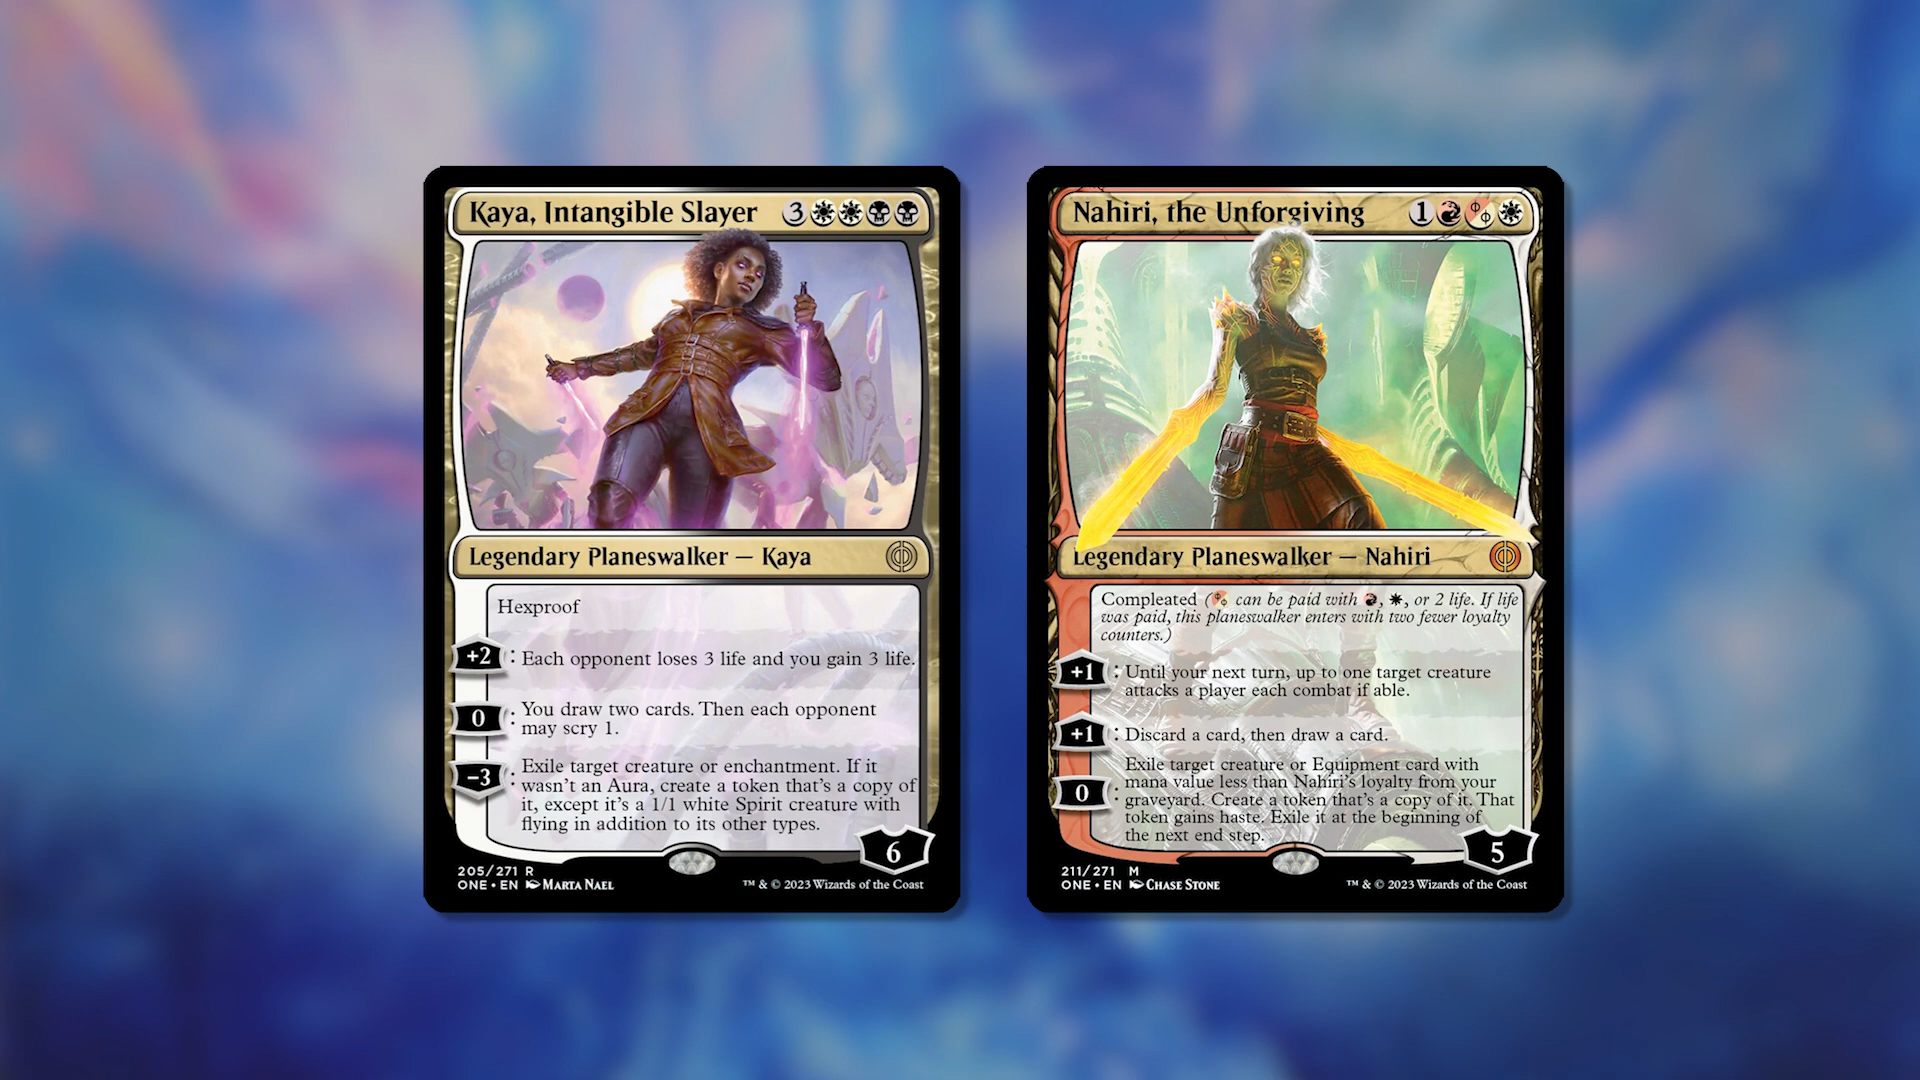 Kaya, Intangible Slayer 3
Legendary Planeswalker — Kaya
Hexproof
+2 : Each opponent loses 3 life and you gain 3 life.
0 : You draw two cards. Then each opponent
may scry 1.
−3 : Exile target creature or enchantment. If it
wasn't an Aura, create a token that's a copy of
it, except it's a 1/1 white Spirit creature with
flying in addition to its other types.
6
205/271 R
ONE • EN MARTA NAEL ™ & © 2023 Wizards of the Coast
Nahiri, the Unforgiving 1
Legendary Planeswalker — Nahiri
Compleated ( can be paid with , , or 2 life. If life
was paid, this planeswalker enters with two fewer loyalty
counters.)
+1 : Until your next turn, up to one target creature
attacks a player each combat if able.
+1 : Discard a card, then draw a card.
0 : Exile target creature or Equipment card with
mana value less than Nahiri's loyalty from your
graveyard. Create a token that's a copy of it. That
token gains haste. Exile it at the beginning of
the next end step.
5
211/271 M
ONE • EN CHASE STONE ™ & © 2023 Wizards of the Coast